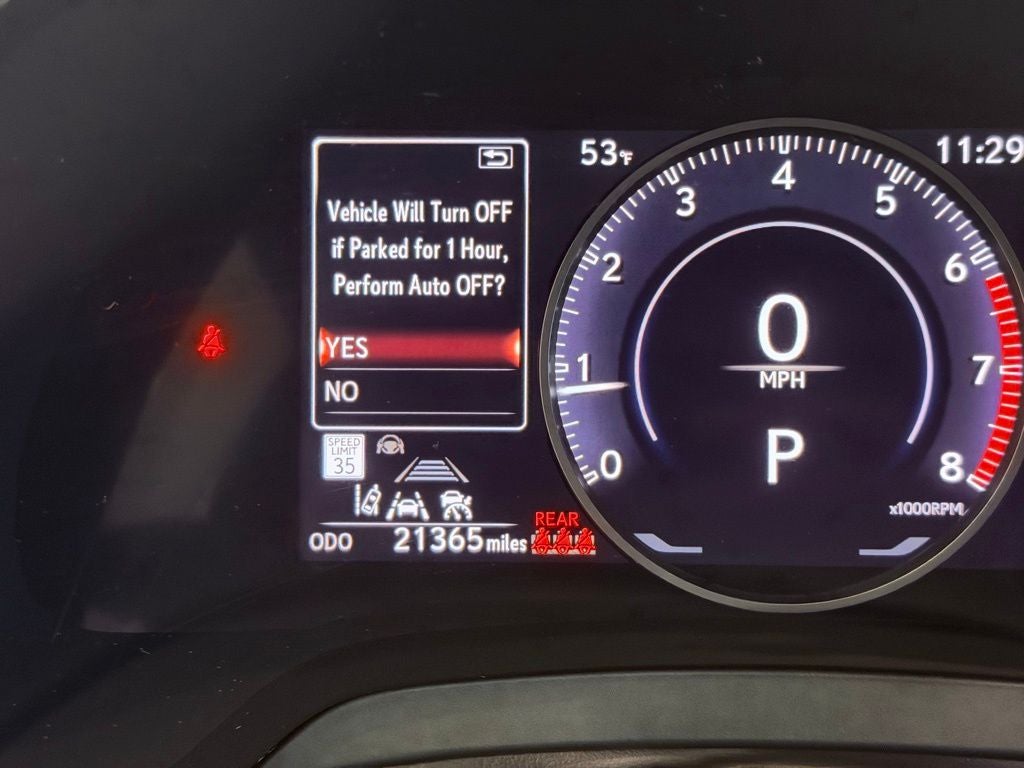 Vehicle Will Turn OFF
if Parked for 1 Hour,
Perform Auto OFF?
YES
NO
SPEED
LIMIT
35
ODO 21365 miles
REAR
53°F
11:29
0
1
2
3
4
5
6
7
8
0
MPH
P
x1000RPM